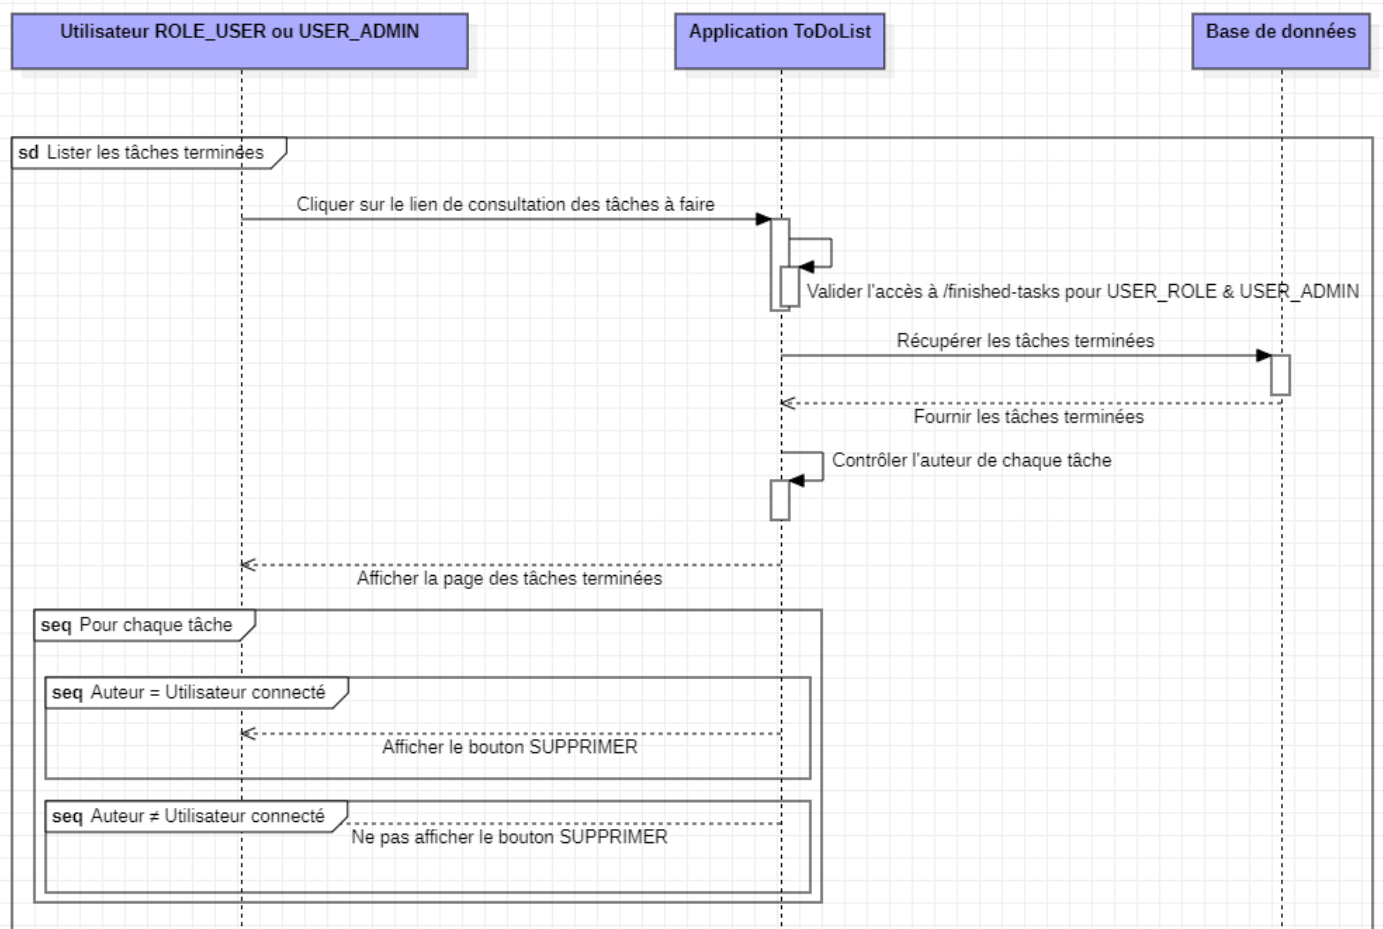 Utilisateur ROLE_USER ou USER_ADMIN
Application ToDoList
Base de données
sd Lister les tâches terminées
Cliquer sur le lien de consultation des tâches à faire
Valider l'accès à /finished-tasks pour USER_ROLE & USER_ADMIN
Récupérer les tâches terminées
Fournir les tâches terminées
Contrôler l'auteur de chaque tâche
Afficher la page des tâches terminées
seq Pour chaque tâche
seq Auteur = Utilisateur connecté
Afficher le bouton SUPPRIMER
seq Auteur ≠ Utilisateur connecté
Ne pas afficher le bouton SUPPRIMER